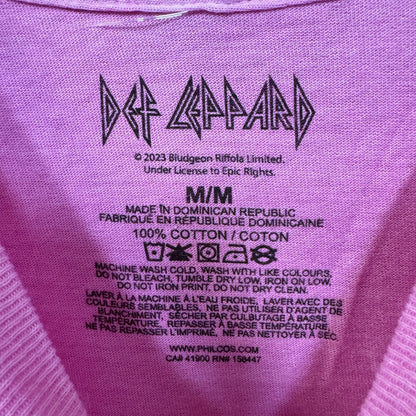 DEF LEPPARD
© 2023 Bludgeon Riffola Limited.
Under License to Epic Rights.
M/M
MADE IN DOMINICAN REPUBLIC
FABRIQUÉ EN RÉPUBLIQUE DOMINICAINE
100% COTTON / COTON
MACHINE WASH COLD, WASH WITH LIKE COLOURS,
DO NOT BLEACH, TUMBLE DRY LOW, IRON ON LOW.
DO NOT IRON PRINT, DO NOT DRY CLEAN.
LAVER À LA MACHINE À L'EAU FROIDE, LAVER AVEC DES
COULEURS SEMBLABLES, NE PAS UTILISER D'AGENT DE
BLANCHIMENT, SÉCHER PAR CULBUTAGE À BASSE
TEMPÉRATURE, REPASSER À BASSE TEMPÉRATURE,
NE PAS REPASSER L'IMPRIMÉ, NE PAS NETTOYER À SEC
WWW.PHILCOS.COM
CA# 41900 RN# 158447